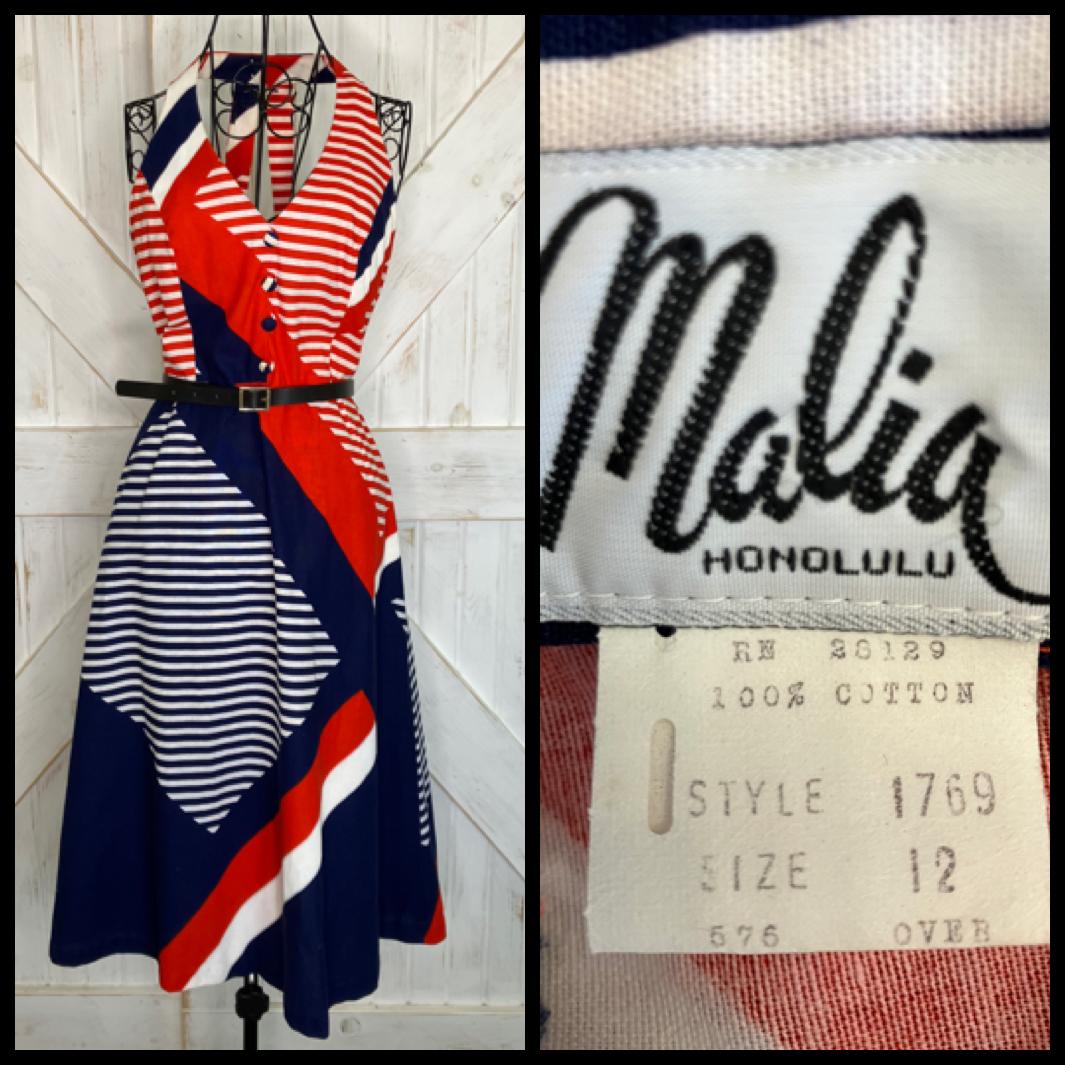 Malia
HONOLULU
RN 28129
100% COTTON
STYLE 1769
SIZE 12
576 OVER